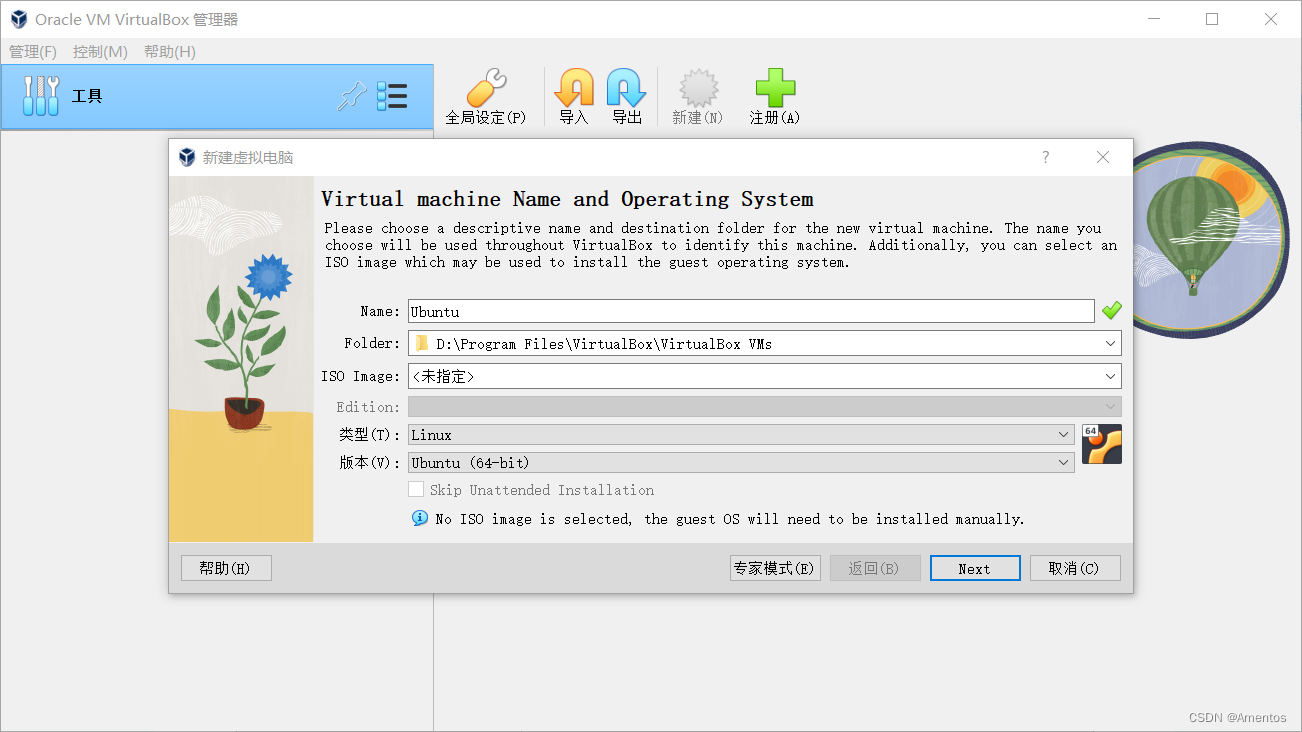 Oracle VM VirtualBox 管理器
管理(F) 控制(M) 帮助(H)
工具
全局设定(P) 导入 导出 新建(N) 注册(A)
新建虚拟电脑 ?
Virtual machine Name and Operating System
Please choose a descriptive name and destination folder for the new virtual machine. The name you
choose will be used throughout VirtualBox to identify this machine. Additionally, you can select an
ISO image which may be used to install the guest operating system.
Name: Ubuntu
Folder: D:\Program Files\VirtualBox\VirtualBox VMs
ISO Image: <未指定>
Edition:
类型(T): Linux
64
版本(V): Ubuntu (64-bit)
Skip Unattended Installation
No ISO image is selected, the guest OS will need to be installed manually.
帮助(H) 专家模式(E) 返回(B) Next 取消(C)
CSDN @Amentos